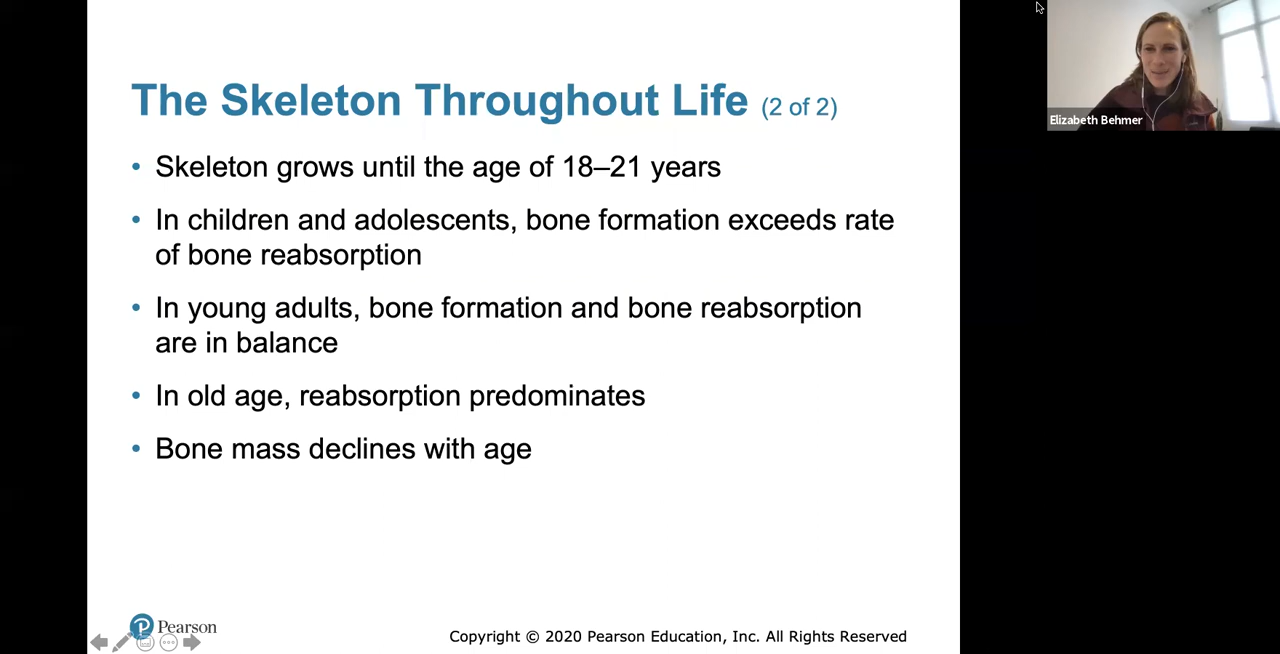 The Skeleton Throughout Life (2 of 2)
• Skeleton grows until the age of 18–21 years
• In children and adolescents, bone formation exceeds rate
of bone reabsorption
• In young adults, bone formation and bone reabsorption
are in balance
• In old age, reabsorption predominates
• Bone mass declines with age
P Pearson
Copyright © 2020 Pearson Education, Inc. All Rights Reserved
Elizabeth Behmer